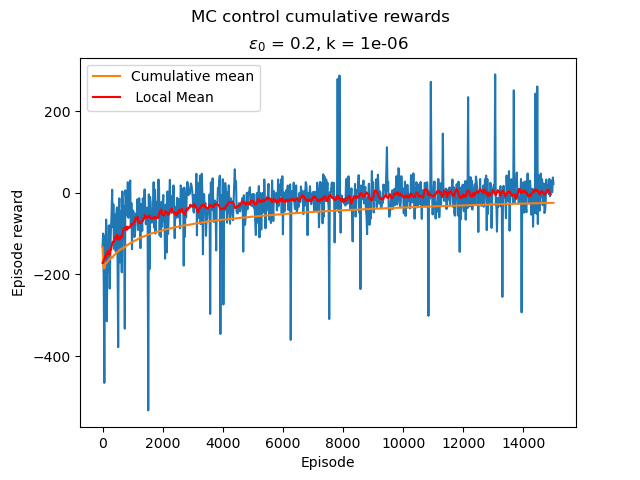 MC control cumulative rewards
ε₀ = 0.2, k = 1e-06
Cumulative mean
Local Mean
Episode reward
200
0
−200
−400
0 2000 4000 6000 8000 10000 12000 14000
Episode